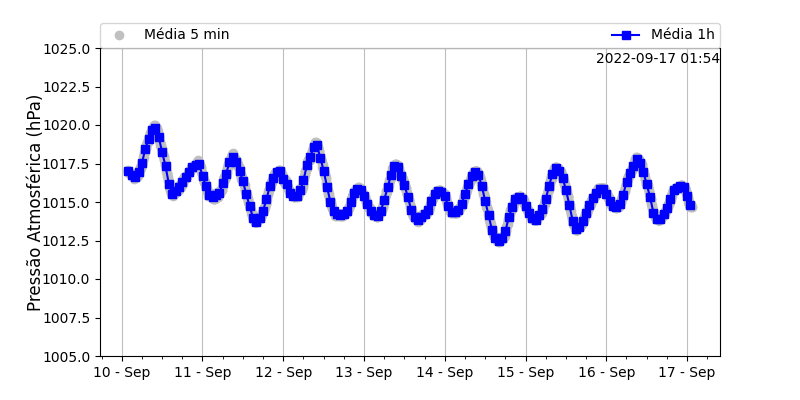 Média 5 min
Média 1h
2022-09-17 01:54
Pressão Atmosférica (hPa)
1025.0
1022.5
1020.0
1017.5
1015.0
1012.5
1010.0
1007.5
1005.0
10 - Sep
11 - Sep
12 - Sep
13 - Sep
14 - Sep
15 - Sep
16 - Sep
17 - Sep